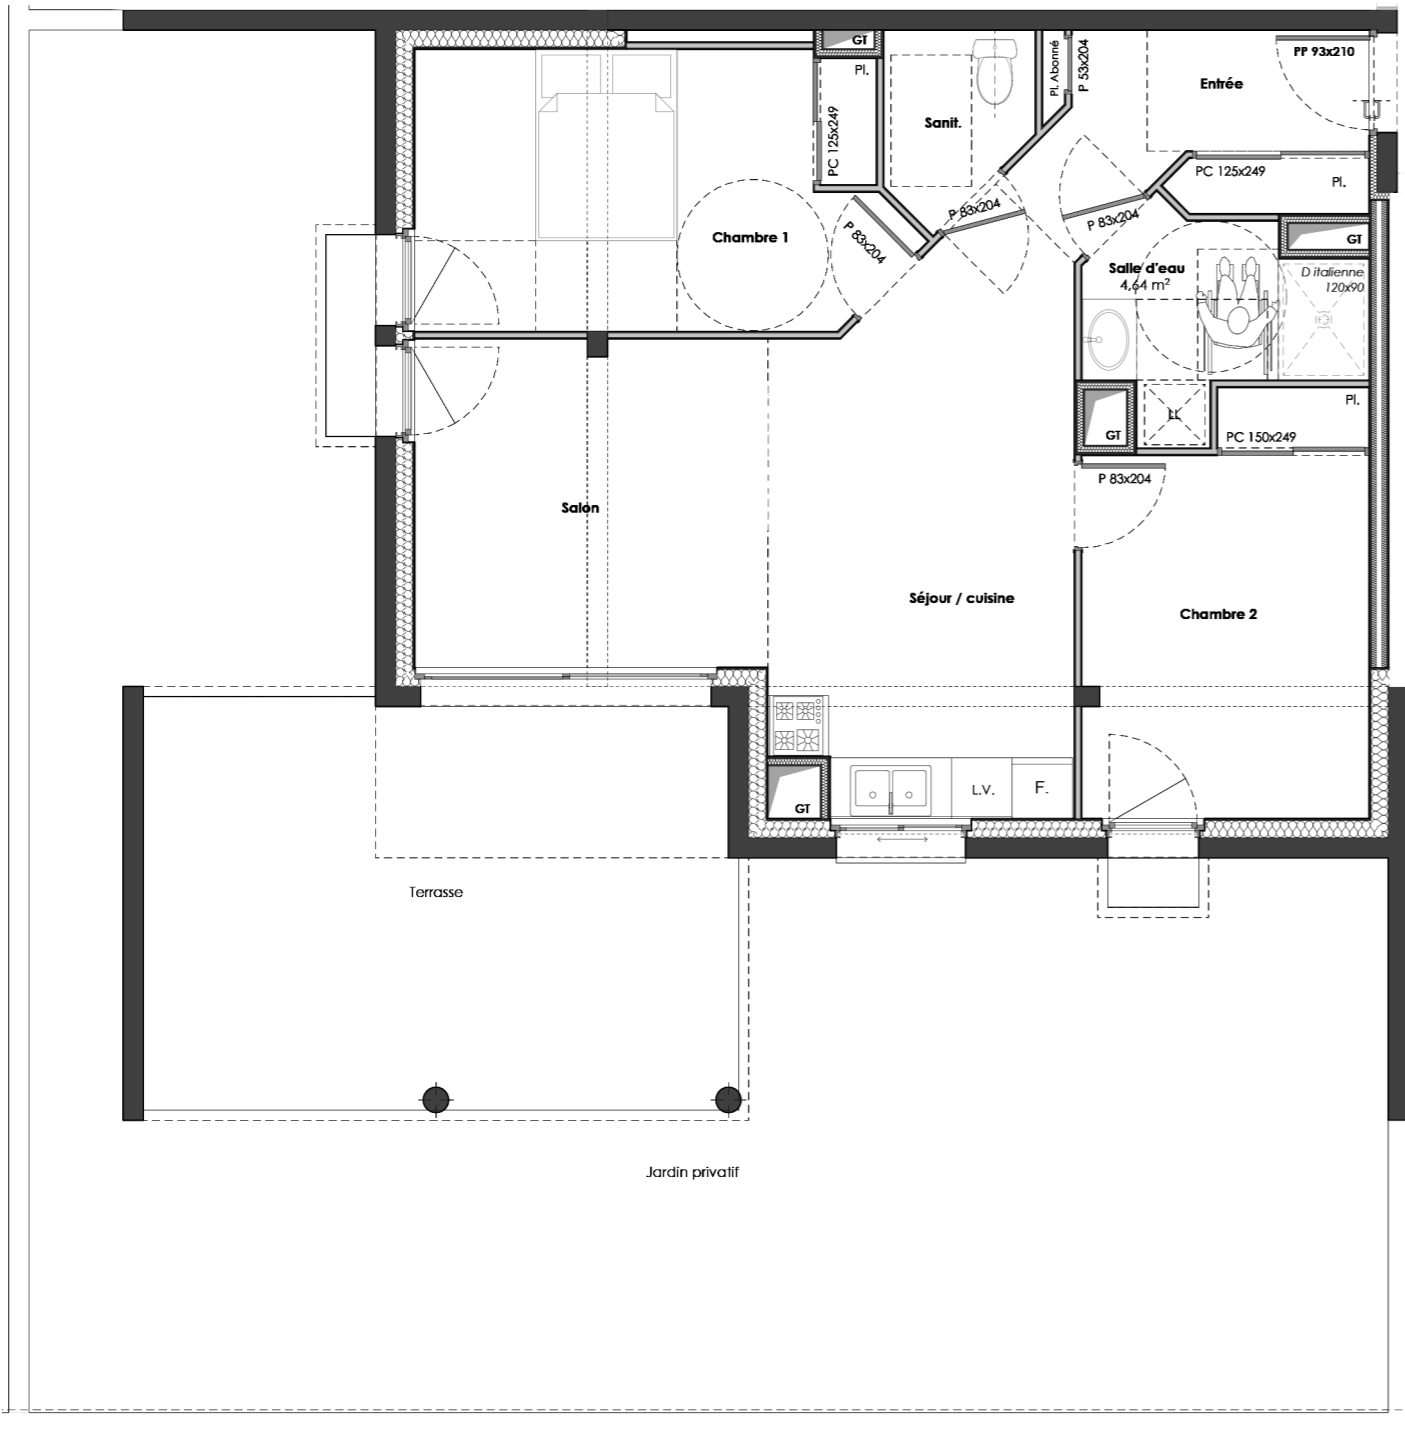 GT
Pl.
PC 125x249
Sanit.
Pl. Abonné
P 53x204
Entrée
PP 93x210
PC 125x249
Pl.
P 83x204
P 83x204
P 83x204
Chambre 1
Salle d'eau
4,64 m²
GT
D italienne
120x90
GT
LL
Pl.
PC 150x249
P 83x204
Salon
Séjour / cuisine
Chambre 2
GT
L.V.
F.
Terrasse
Jardin privatif